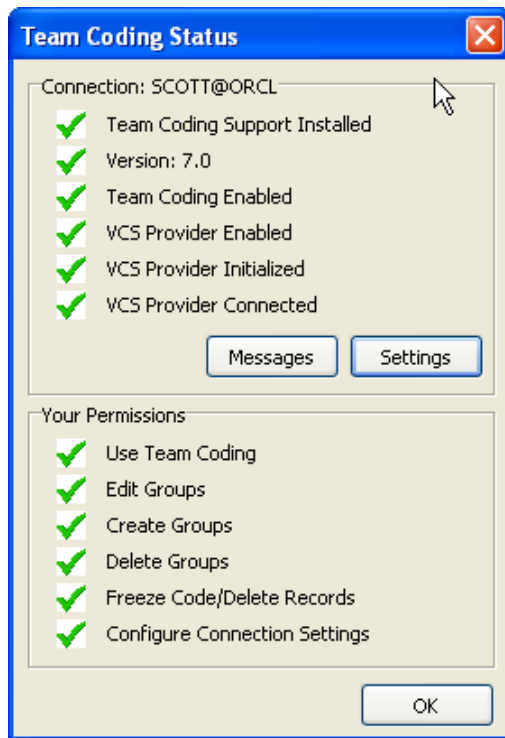 Team Coding Status
Connection: SCOTT@ORCL
Team Coding Support Installed
Version: 7.0
Team Coding Enabled
VCS Provider Enabled
VCS Provider Initialized
VCS Provider Connected
Messages Settings
Your Permissions
Use Team Coding
Edit Groups
Create Groups
Delete Groups
Freeze Code/Delete Records
Configure Connection Settings
OK